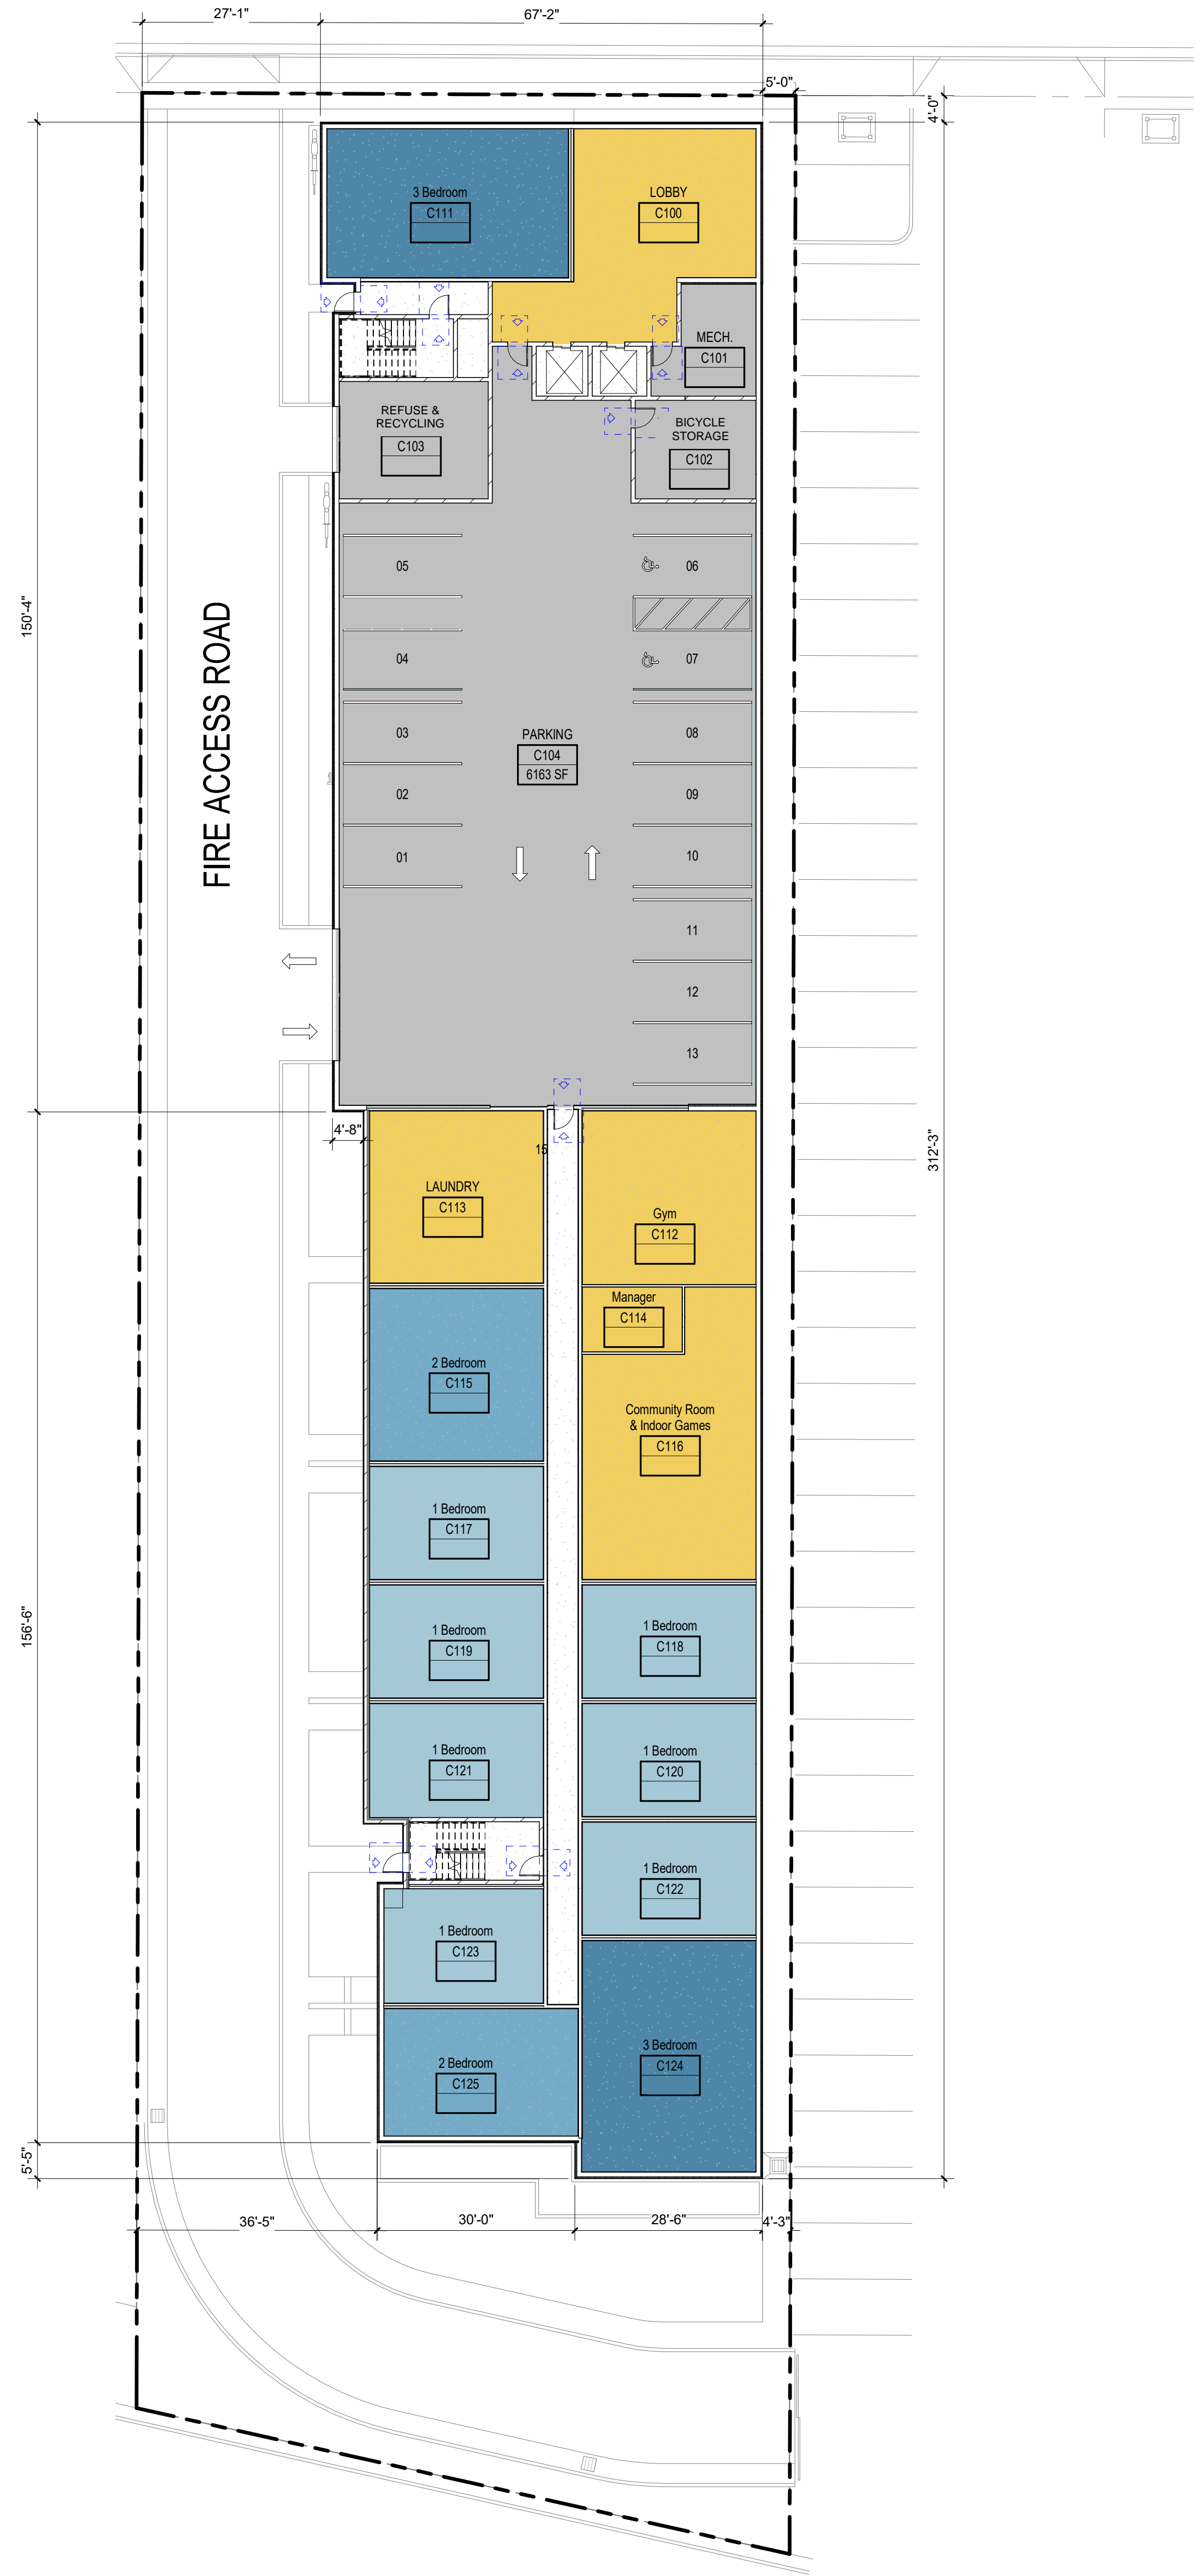 27'-1"
67'-2"
5'-0"
4'-0"
3 Bedroom
C111
LOBBY
C100
MECH.
C101
REFUSE &
RECYCLING
C103
BICYCLE
STORAGE
C102
150'-4"
FIRE ACCESS ROAD
05
06
04
07
03
08
PARKING
C104
6163 SF
02
09
01
10
11
12
13
4'-8"
15
312'-3"
LAUNDRY
C113
Gym
C112
Manager
C114
2 Bedroom
C115
Community Room
& Indoor Games
C116
1 Bedroom
C117
156'-6"
1 Bedroom
C119
1 Bedroom
C118
1 Bedroom
C121
1 Bedroom
C120
1 Bedroom
C122
1 Bedroom
C123
3 Bedroom
C124
2 Bedroom
C125
5'-5"
36'-5"
30'-0"
28'-6"
4'-3"